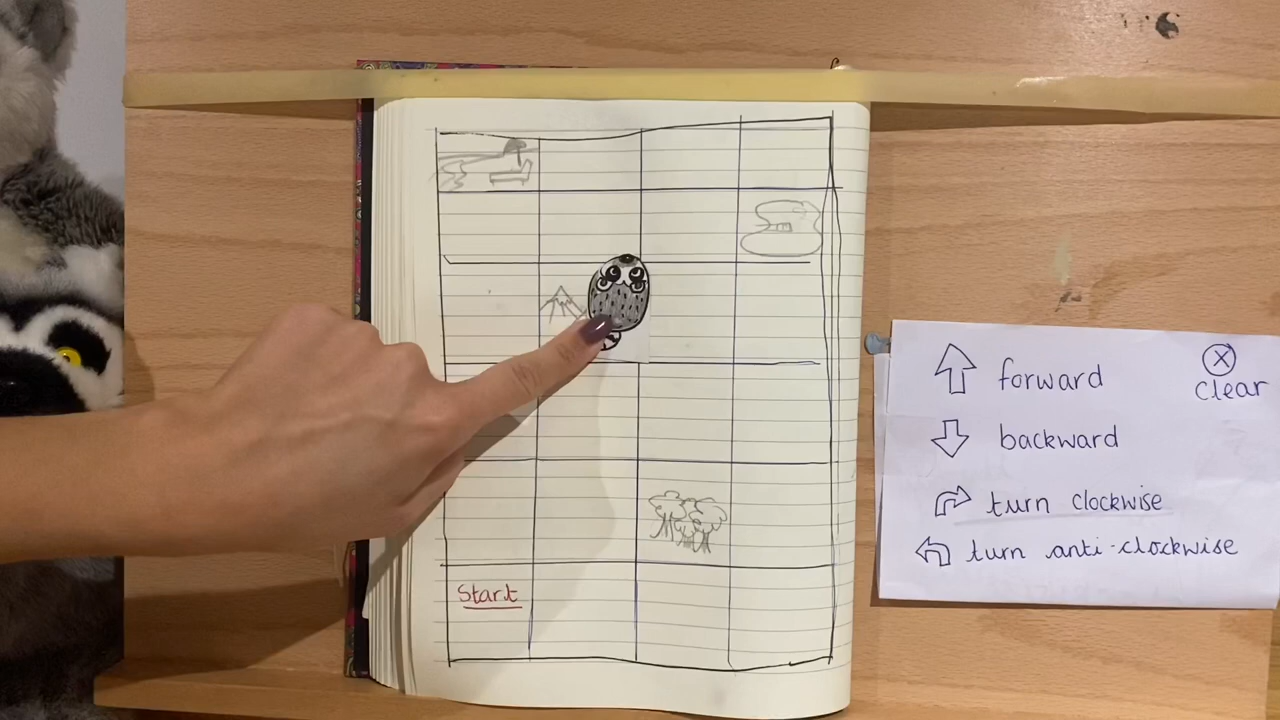 Start
forward
clear
backward
turn clockwise
turn anti-clockwise